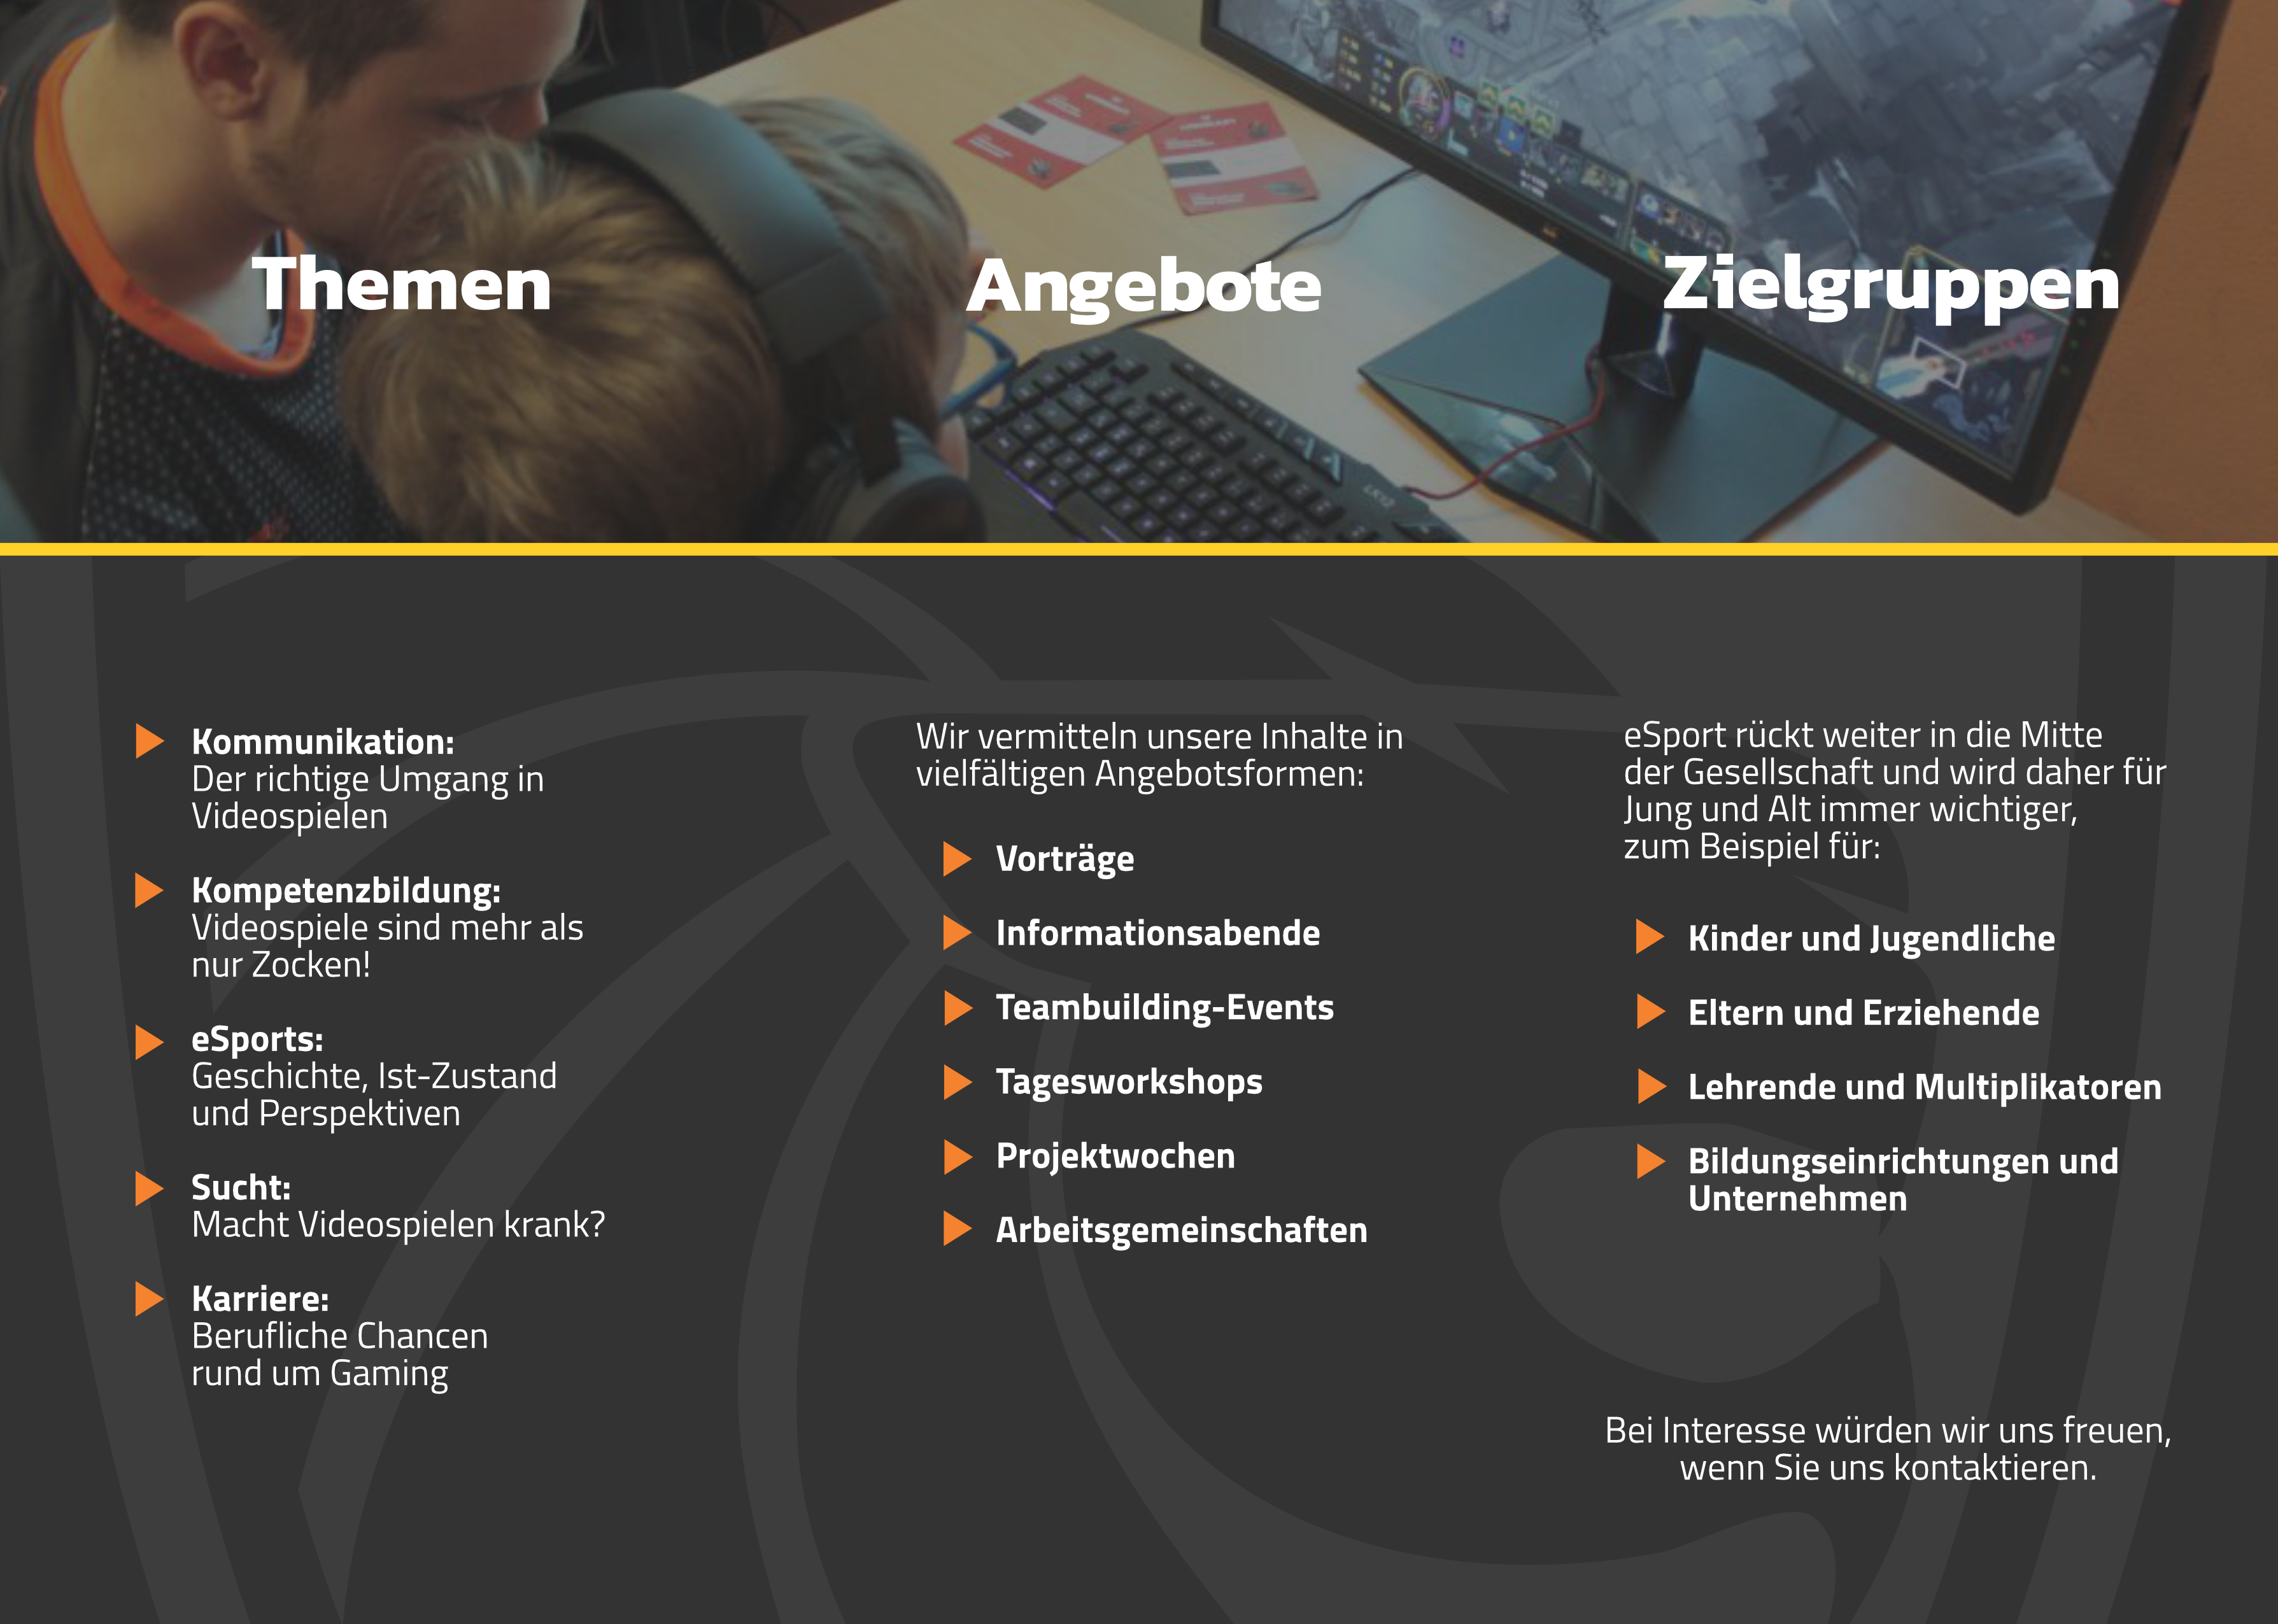 Themen
Angebote
Zielgruppen
Kommunikation:
Der richtige Umgang in
Videospielen
Kompetenzbildung:
Videospiele sind mehr als
nur Zocken!
eSports:
Geschichte, Ist-Zustand
und Perspektiven
Sucht:
Macht Videospielen krank?
Karriere:
Berufliche Chancen
rund um Gaming
Wir vermitteln unsere Inhalte in
vielfältigen Angebotsformen:
Vorträge
Informationsabende
Teambuilding-Events
Tagesworkshops
Projektwochen
Arbeitsgemeinschaften
eSport rückt weiter in die Mitte
der Gesellschaft und wird daher für
Jung und Alt immer wichtiger,
zum Beispiel für:
Kinder und Jugendliche
Eltern und Erziehende
Lehrende und Multiplikatoren
Bildungseinrichtungen und
Unternehmen
Bei Interesse würden wir uns freuen,
wenn Sie uns kontaktieren.